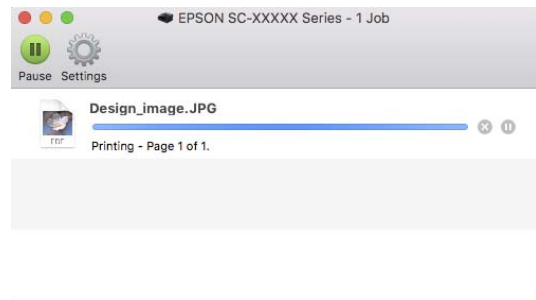 EPSON SC-XXXXX Series - 1 Job
Pause Settings
Design_image.JPG
Printing - Page 1 of 1.